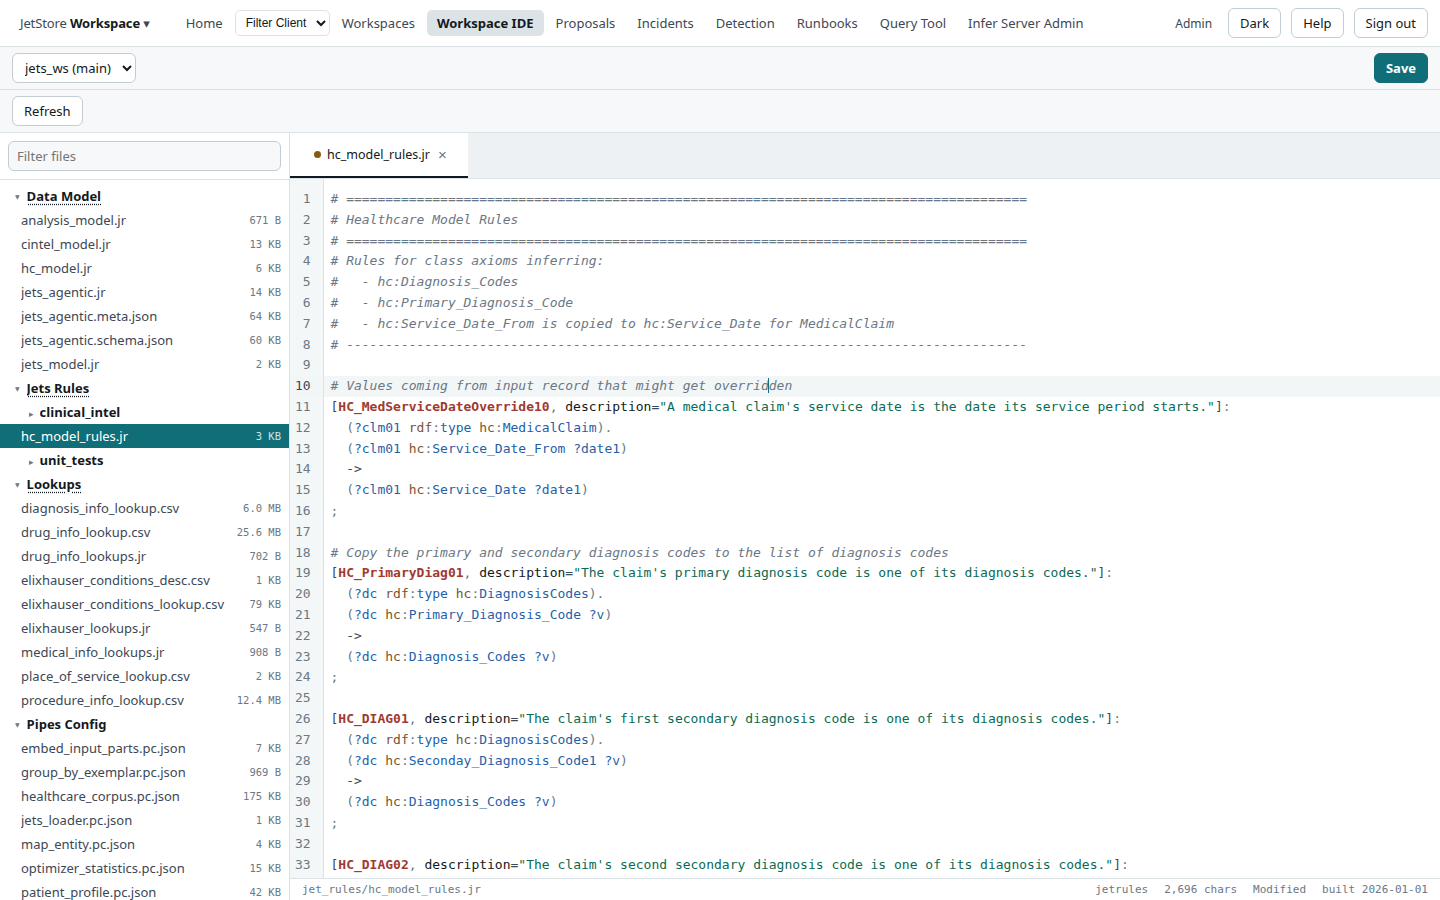 JetStore Workspace ▾ Home Filter Client Workspaces Workspace IDE Proposals Incidents Detection Runbooks Query Tool Infer Server Admin Admin Dark Help Sign out
jets_ws (main) Save
Refresh
Filter files
▾ Data Model
analysis_model.jr 671 B
cintel_model.jr 13 KB
hc_model.jr 6 KB
jets_agentic.jr 14 KB
jets_agentic.meta.json 64 KB
jets_agentic.schema.json 60 KB
jets_model.jr 2 KB
▾ Jets Rules
▸ clinical_intel
hc_model_rules.jr 3 KB
▸ unit_tests
▾ Lookups
diagnosis_info_lookup.csv 6.0 MB
drug_info_lookup.csv 25.6 MB
drug_info_lookups.jr 702 B
elixhauser_conditions_desc.csv 1 KB
elixhauser_conditions_lookup.csv 79 KB
elixhauser_lookups.jr 547 B
medical_info_lookups.jr 908 B
place_of_service_lookup.csv 2 KB
procedure_info_lookup.csv 12.4 MB
▾ Pipes Config
embed_input_parts.pc.json 7 KB
group_by_exemplar.pc.json 969 B
healthcare_corpus.pc.json 175 KB
jets_loader.pc.json 1 KB
map_entity.pc.json 4 KB
optimizer_statistics.pc.json 15 KB
patient_profile.pc.json 42 KB
hc_model_rules.jr ×
1 # =======================================================================================
2 # Healthcare Model Rules
3 # =======================================================================================
4 # Rules for class axioms inferring:
5 #   - hc:Diagnosis_Codes
6 #   - hc:Primary_Diagnosis_Code
7 #   - hc:Service_Date_From is copied to hc:Service_Date for MedicalClaim
8 # ---------------------------------------------------------------------------------------
9
10 # Values coming from input record that might get overridden
11 [HC_MedServiceDateOverride10, description="A medical claim's service date is the date its service period starts."]:
12   (?clm01 rdf:type hc:MedicalClaim).
13   (?clm01 hc:Service_Date_From ?date1)
14   ->
15   (?clm01 hc:Service_Date ?date1)
16 ;
17
18 # Copy the primary and secondary diagnosis codes to the list of diagnosis codes
19 [HC_PrimaryDiag01, description="The claim's primary diagnosis code is one of its diagnosis codes."]:
20   (?dc rdf:type hc:DiagnosisCodes).
21   (?dc hc:Primary_Diagnosis_Code ?v)
22   ->
23   (?dc hc:Diagnosis_Codes ?v)
24 ;
25
26 [HC_DIAG01, description="The claim's first secondary diagnosis code is one of its diagnosis codes."]:
27   (?dc rdf:type hc:DiagnosisCodes).
28   (?dc hc:Seconday_Diagnosis_Code1 ?v)
29   ->
30   (?dc hc:Diagnosis_Codes ?v)
31 ;
32
33 [HC_DIAG02, description="The claim's second secondary diagnosis code is one of its diagnosis codes."]:
jet_rules/hc_model_rules.jr jetrules 2,696 chars Modified built 2026-01-01